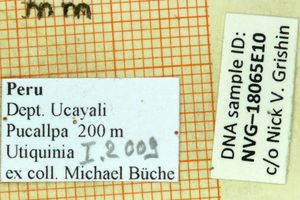 mm
Peru
Dept. Ucayali
Pucallpa 200 m
Utiquinia I.2009
ex coll. Michael Büche
DNA sample ID:
NVG–18065E10
c/o Nick V. Grishin